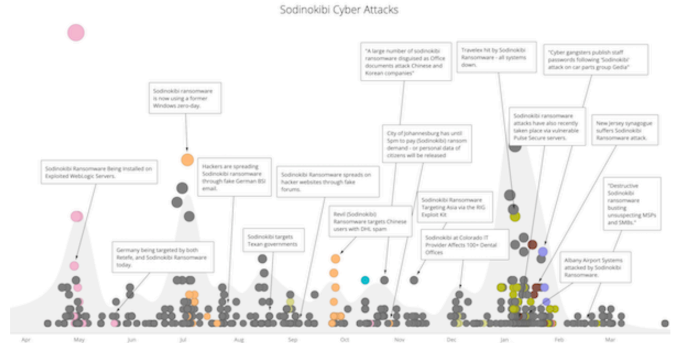 Sodinokibi Cyber Attacks
"A large number of sodinokibi
ransomware disguised as Office
documents attack Chinese and
Korean companies"
Travelex hit by Sodinokibi
Ransomware - all systems
down.
"Cyber gangsters publish staff
passwords following 'Sodinokibi'
attack on car parts group Gedia"
Sodinokibi ransomware
is now using a former
Windows zero-day.
Sodinokibi ransomware
attacks have also recently
taken place via vulnerable
Pulse Secure servers.
New Jersey synagogue
suffers Sodinokibi
Ransomware attack.
City of Johannesburg has until
5pm to pay (Sodinokibi) ransom
demand - or personal data of
citizens will be released
Sodinokibi Ransomware Being Installed on
Exploited WebLogic Servers.
Hackers are spreading
Sodinokibi ransomware
through fake German BSI
email.
Sodinokibi Ransomware spreads on
hacker websites through fake
forums.
"Destructive
Sodinokibi
ransomware
busting
unsuspecting MSPs
and SMBs."
Sodinokibi Ransomware
Targeting Asia via the RIG
Exploit Kit
Revil (Sodinokibi)
Ransomware targets Chinese
users with DHL spam
Germany being targeted by both
Retefe, and Sodinokibi Ransomware
today.
Sodinokibi targets
Texan governments
Sodinokibi at Colorado IT
Provider Affects 100+ Dental
Offices
Albany Airport Systems
attacked by Sodinokibi
Ransomware.
Apr May Jun Jul Aug Sep Oct Nov Dec Jan Feb Mar